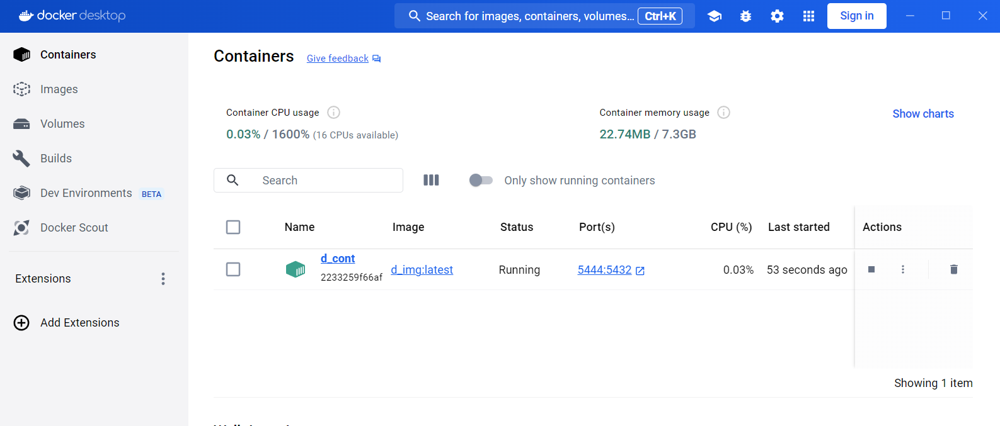 docker desktop
Search for images, containers, volumes... Ctrl+K
Sign in
Containers
Images
Volumes
Builds
Dev Environments BETA
Docker Scout
Extensions
Add Extensions
Containers Give feedback
Container CPU usage
0.03% / 1600% (16 CPUs available)
Container memory usage
22.74MB / 7.3GB
Show charts
Search
Only show running containers
Name Image Status Port(s) CPU (%) Last started Actions
d_cont
2233259f66af
d_img:latest Running 5444:5432 0.03% 53 seconds ago
Showing 1 item